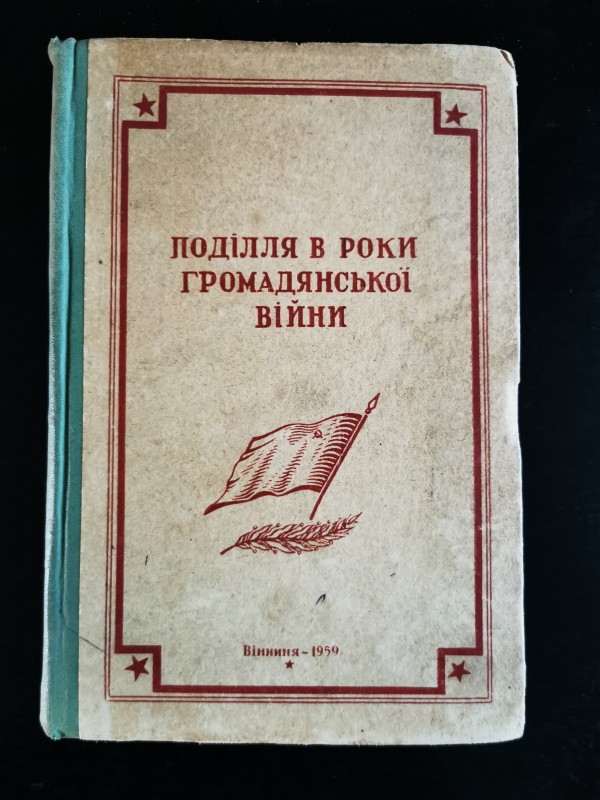 ПОДІЛЛЯ В РОКИ
ГРОМАДЯНСЬКОЇ
ВІЙНИ
Вінниця – 1959